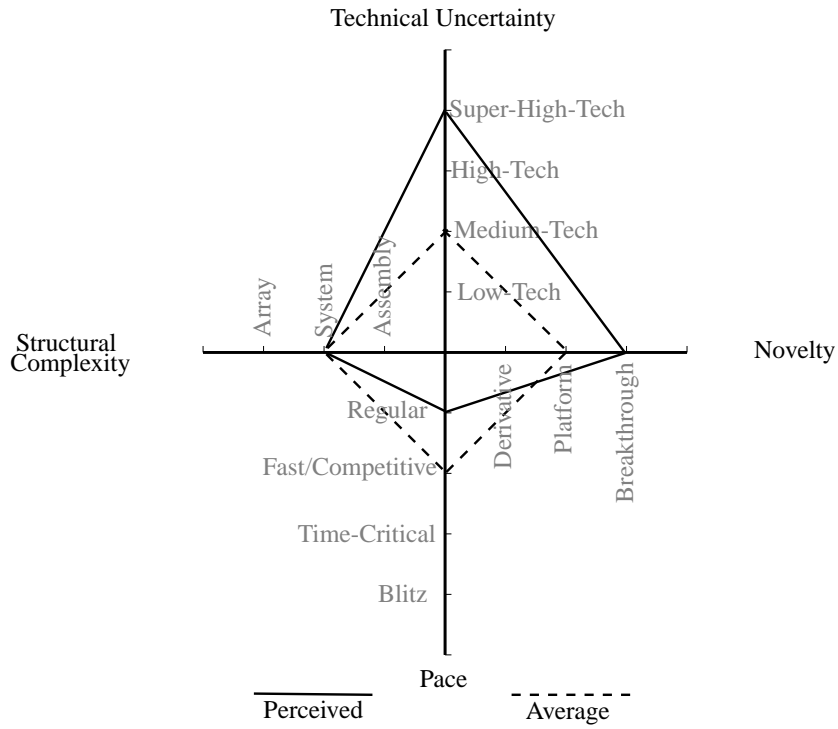 Technical Uncertainty
Super-High-Tech
High-Tech
Medium-Tech
Low-Tech
Array
System
Assembly
Structural
Complexity
Novelty
Regular
Derivative
Platform
Breakthrough
Fast/Competitive
Time-Critical
Blitz
Pace
Perceived
Average